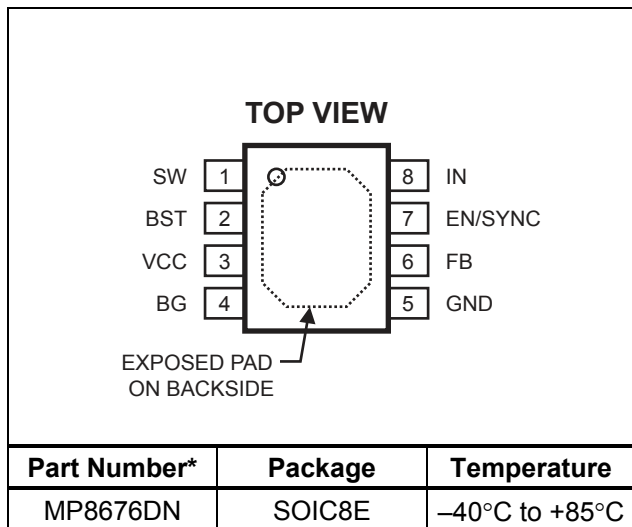 TOP VIEW
SW 1 8 IN
BST 2 7 EN/SYNC
VCC 3 6 FB
BG 4 5 GND
EXPOSED PAD
ON BACKSIDE
Part Number* Package Temperature
MP8676DN SOIC8E –40°C to +85°C